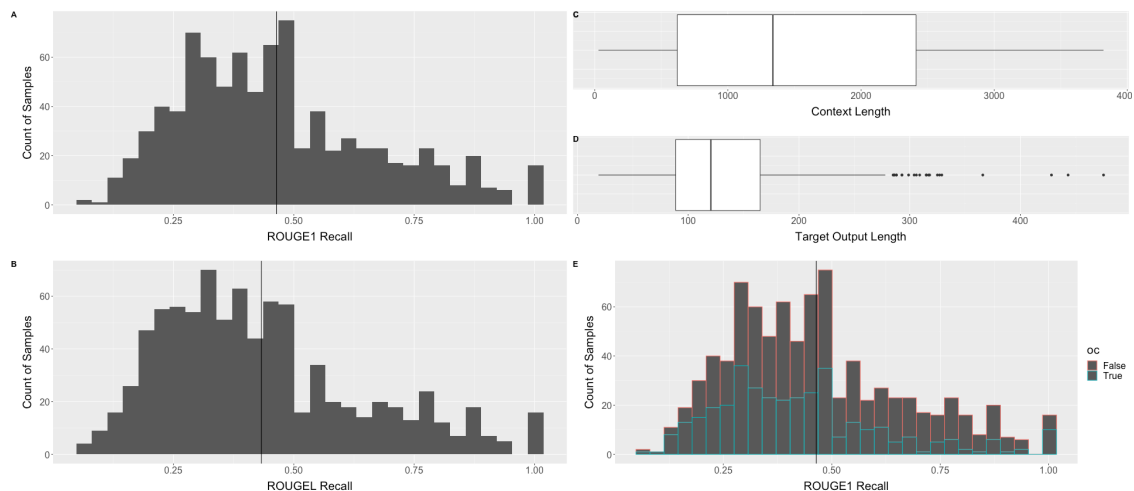 A
Count of Samples
60
40
20
0
0.25
0.50
0.75
1.00
ROUGE1 Recall
B
Count of Samples
60
40
20
0
0.25
0.50
0.75
1.00
ROUGEL Recall
C
0
1000
2000
3000
400
Context Length
D
0
100
200
300
400
Target Output Length
E
Count of Samples
60
40
20
0
0.25
0.50
0.75
1.00
ROUGE1 Recall
oc
False
True